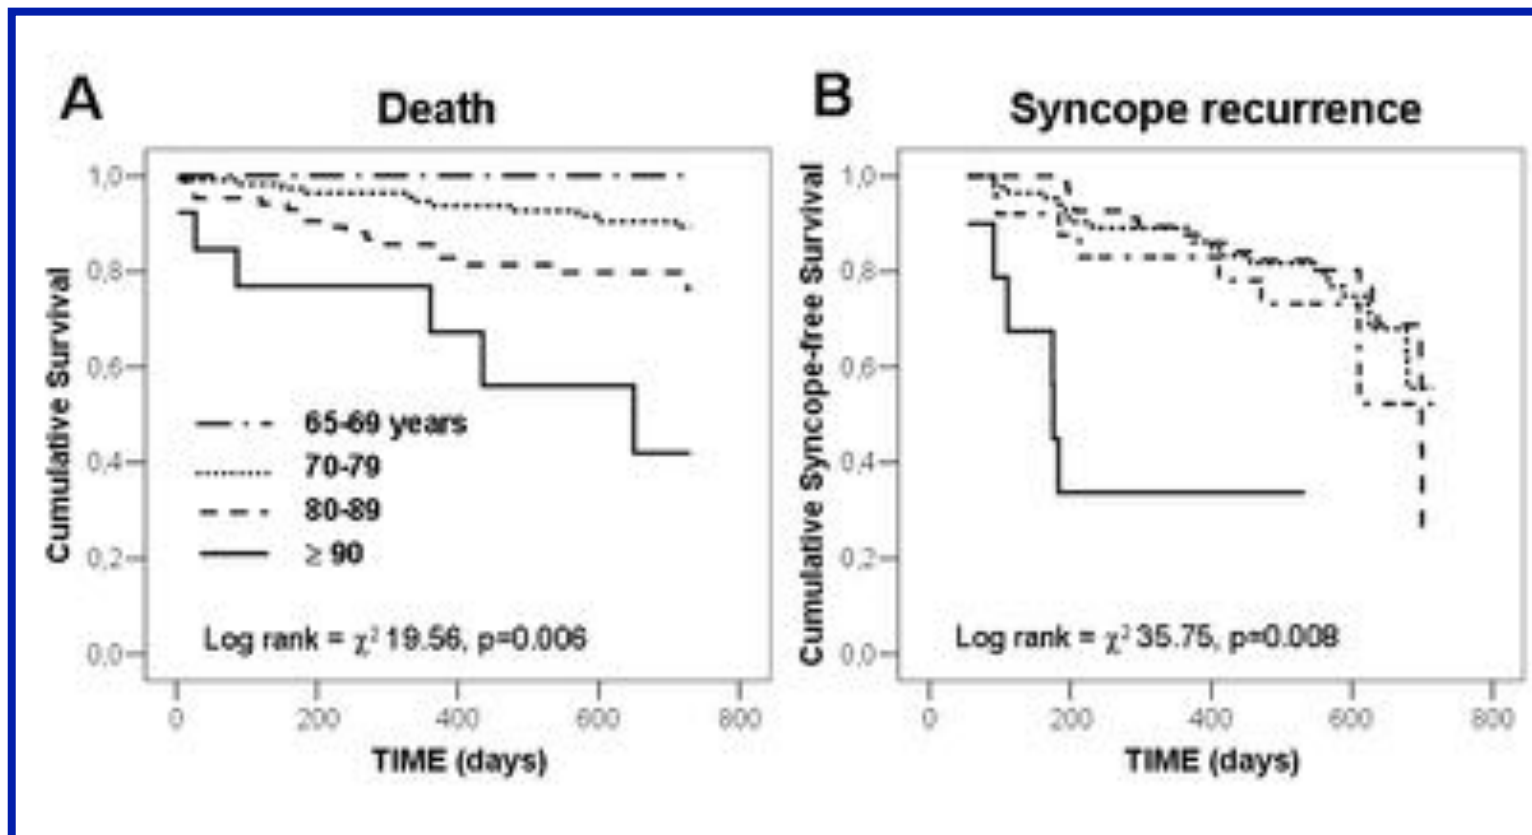 A
Death
Cumulative Survival
1,0
0,8
0,6
0,4
0,2
0,0
65-69 years
70-79
80-89
≥ 90
Log rank = χ² 19.56, p=0.006
0 200 400 600 800
TIME (days)
B
Syncope recurrence
Cumulative Syncope-free Survival
1,0
0,8
0,6
0,4
0,2
0,0
Log rank = χ² 35.75, p=0.008
0 200 400 600 800
TIME (days)